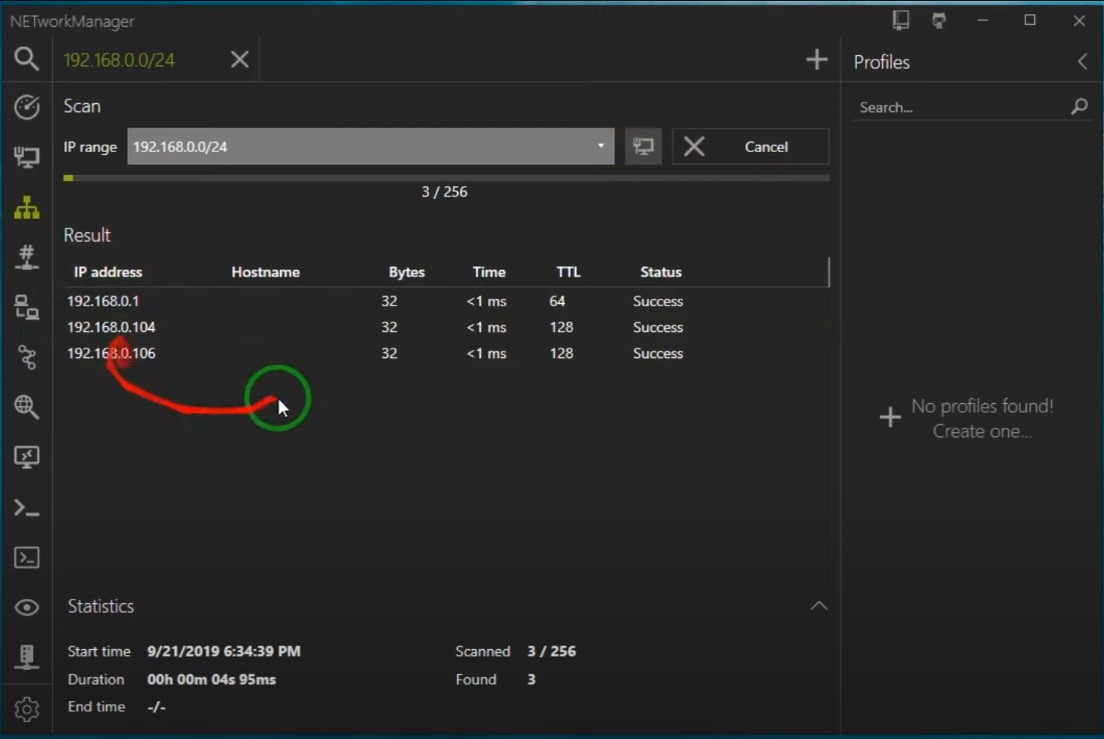 NETworkManager
192.168.0.0/24
Profiles
Scan
Search...
IP range 192.168.0.0/24 Cancel
3 / 256
Result
IP address Hostname Bytes Time TTL Status
192.168.0.1 32 <1 ms 64 Success
192.168.0.104 32 <1 ms 128 Success
192.168.0.106 32 <1 ms 128 Success
No profiles found!
Create one...
Statistics
Start time 9/21/2019 6:34:39 PM Scanned 3 / 256
Duration 00h 00m 04s 95ms Found 3
End time -/-